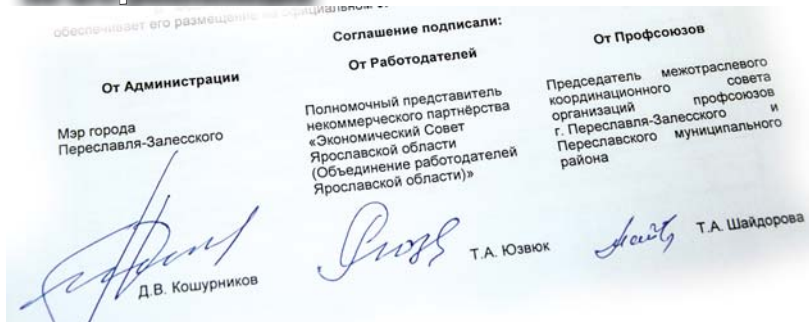 обеспечивает его размещение на официальном
Соглашение подписали:
От Администрации
Мэр города
Переславля-Залесского
Д.В. Кошурников
От Работодателей
Полномочный представитель
некоммерческого партнёрства
«Экономический Совет
Ярославской области
(Объединение работодателей
Ярославской области)»
Т.А. Юзвюк
От Профсоюзов
Председатель межотраслевого
координационного совета
организаций профсоюзов
г. Переславля-Залесского и
Переславского муниципального
района
Т.А. Шайдорова